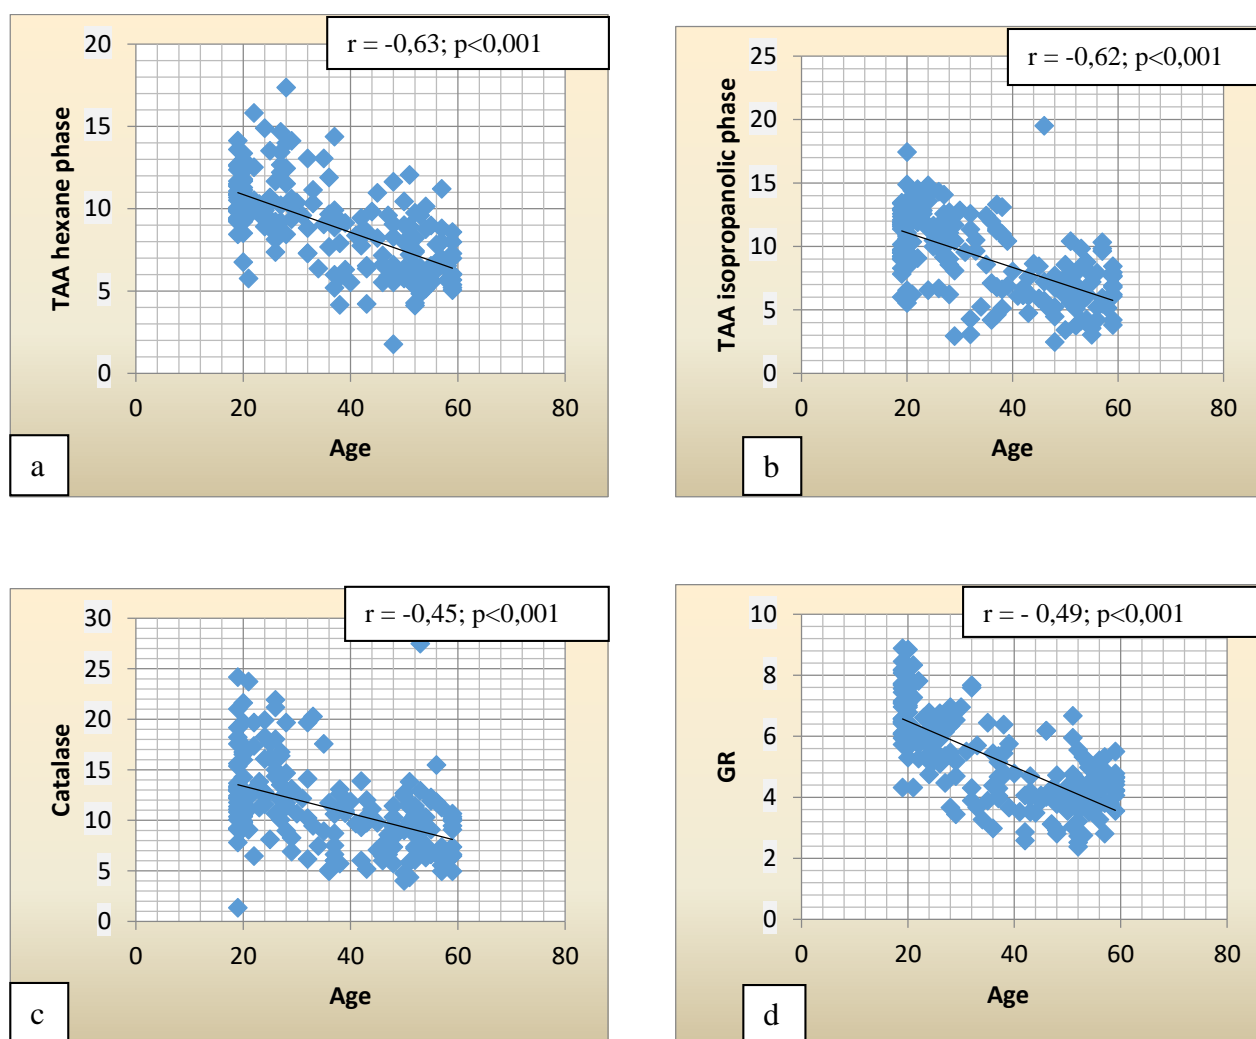 r = -0,63; p<0,001
TAA hexane phase
20
15
10
5
0
0 20 40 60 80
Age
a
r = -0,62; p<0,001
TAA isopropanolic phase
25
20
15
10
5
0
0 20 40 60 80
Age
b
r = -0,45; p<0,001
Catalase
30
25
20
15
10
5
0
0 20 40 60 80
Age
c
r = - 0,49; p<0,001
GR
10
8
6
4
2
0
0 20 40 60 80
Age
d